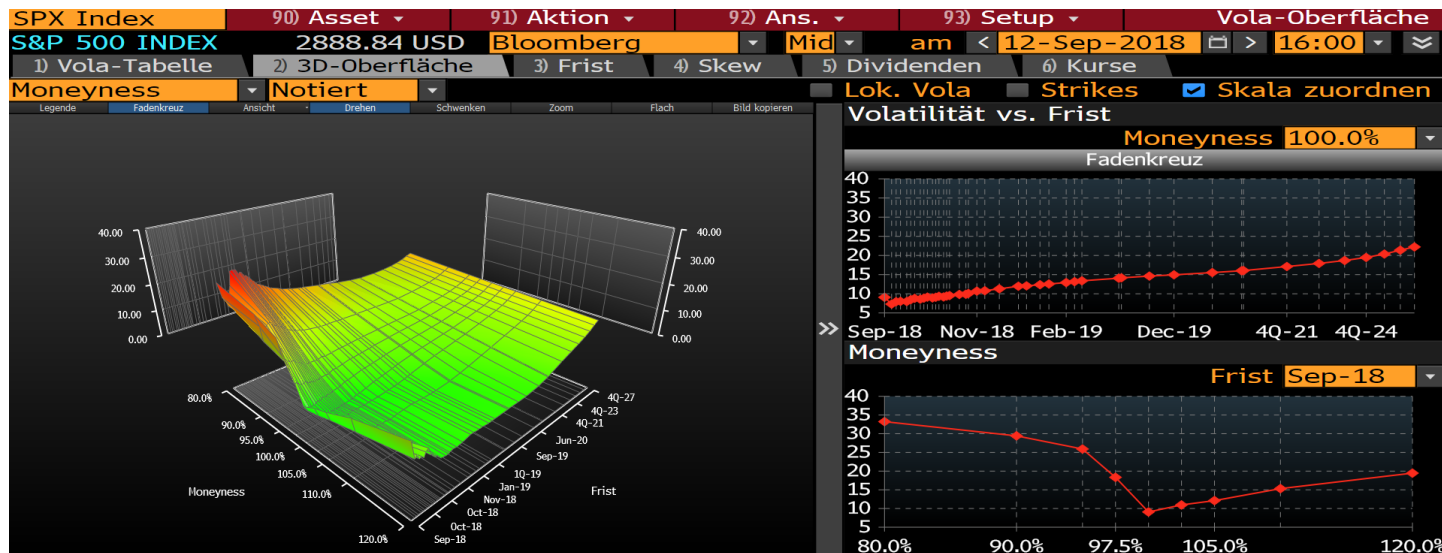 SPX Index 90) Asset 91) Aktion 92) Ans. 93) Setup Vola-Oberfläche
S&P 500 INDEX 2888.84 USD Bloomberg Mid am < 12-Sep-2018 > 16:00
1) Vola-Tabelle 2) 3D-Oberfläche 3) Frist 4) Skew 5) Dividenden 6) Kurse
Moneyness Notiert Lok. Vola Strikes Skala zuordnen
Legende Fadenkreuz Ansicht Drehen Schwenken Zoom Flach Bild kopieren
40.00
30.00
20.00
10.00
0.00
40.00
30.00
20.00
10.00
0.00
80.0%
90.0%
95.0%
100.0%
105.0%
110.0%
120.0%
Moneyness
4Q-27
4Q-23
4Q-21
Jun-20
Sep-19
1Q-19
Jan-19
Nov-18
Oct-18
Oct-18
Sep-18
Frist
>>
Volatilität vs. Frist
Moneyness 100.0%
Fadenkreuz
40
35
30
25
20
15
10
5
Sep-18 Nov-18 Feb-19 Dec-19 4Q-21 4Q-24
Moneyness
Frist Sep-18
40
35
30
25
20
15
10
5
80.0% 90.0% 97.5% 105.0% 120.0%